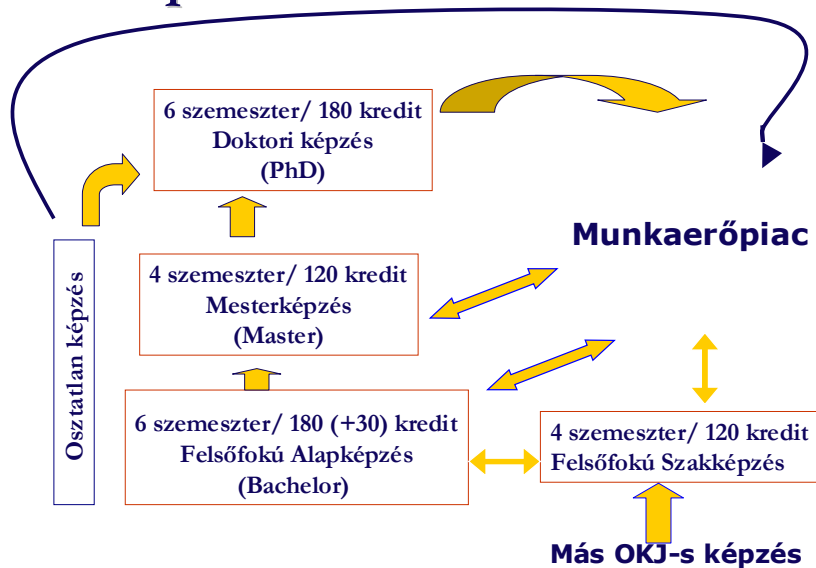 6 szemeszter/ 180 kredit
Doktori képzés
(PhD)
Munkaerőpiac
4 szemeszter/ 120 kredit
Mesterképzés
(Master)
Osztatlan képzés
6 szemeszter/ 180 (+30) kredit
Felsőfokú Alapképzés
(Bachelor)
4 szemeszter/ 120 kredit
Felsőfokú Szakképzés
Más OKJ-s képzés